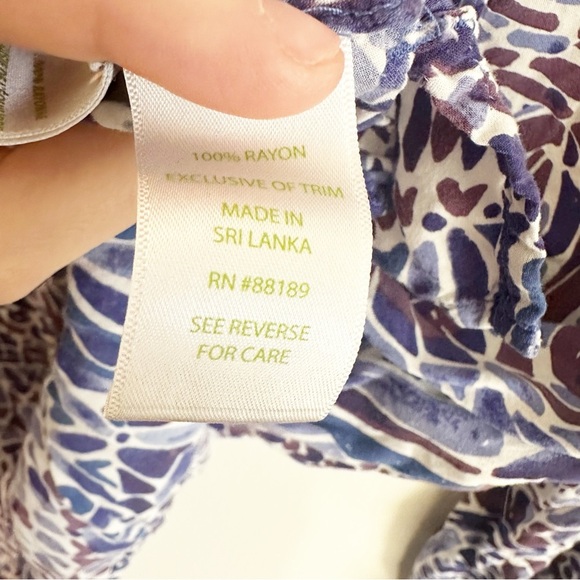 100% RAYON
EXCLUSIVE OF TRIM
MADE IN
SRI LANKA
RN #88189
SEE REVERSE
FOR CARE